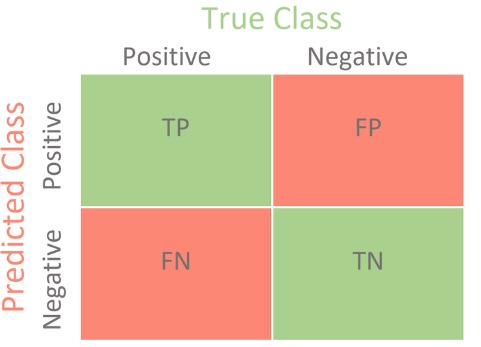 True Class
Positive Negative
Predicted Class
Positive
TP FP
Negative
FN TN